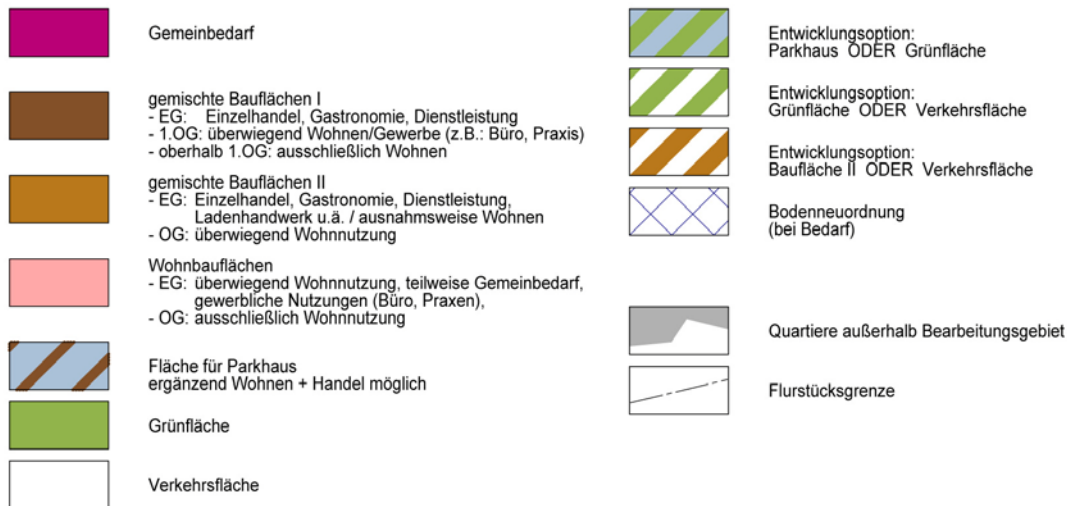 Gemeinbedarf
gemischte Bauflächen I
- EG: Einzelhandel, Gastronomie, Dienstleistung
- 1.OG: überwiegend Wohnen/Gewerbe (z.B.: Büro, Praxis)
- oberhalb 1.OG: ausschließlich Wohnen
gemischte Bauflächen II
- EG: Einzelhandel, Gastronomie, Dienstleistung,
Ladenhandwerk u.ä. / ausnahmsweise Wohnen
- OG: überwiegend Wohnnutzung
Wohnbauflächen
- EG: überwiegend Wohnnutzung, teilweise Gemeinbedarf,
gewerbliche Nutzungen (Büro, Praxen),
- OG: ausschließlich Wohnnutzung
Fläche für Parkhaus
ergänzend Wohnen + Handel möglich
Grünfläche
Verkehrsfläche
Entwicklungsoption:
Parkhaus ODER Grünfläche
Entwicklungsoption:
Grünfläche ODER Verkehrsfläche
Entwicklungsoption:
Baufläche II ODER Verkehrsfläche
Bodenneuordnung
(bei Bedarf)
Quartiere außerhalb Bearbeitungsgebiet
Flurstücksgrenze